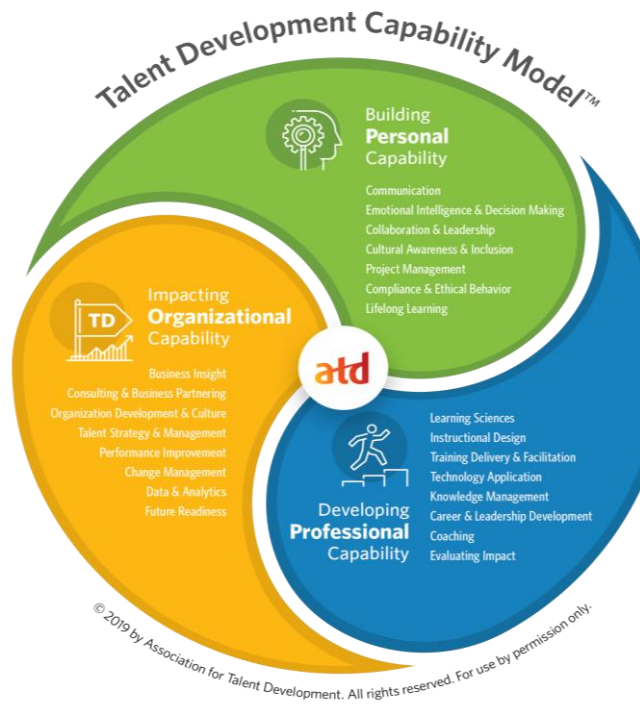 Talent Development Capability Model™
Building
Personal
Capability
Communication
Emotional Intelligence & Decision Making
Collaboration & Leadership
Cultural Awareness & Inclusion
Project Management
Compliance & Ethical Behavior
Lifelong Learning
TD
Impacting
Organizational
Capability
Business Insight
Consulting & Business Partnering
Organization Development & Culture
Talent Strategy & Management
Performance Improvement
Change Management
Data & Analytics
Future Readiness
atd
Developing
Professional
Capability
Learning Sciences
Instructional Design
Training Delivery & Facilitation
Technology Application
Knowledge Management
Career & Leadership Development
Coaching
Evaluating Impact
© 2019 by Association for Talent Development. All rights reserved. For use by permission only.